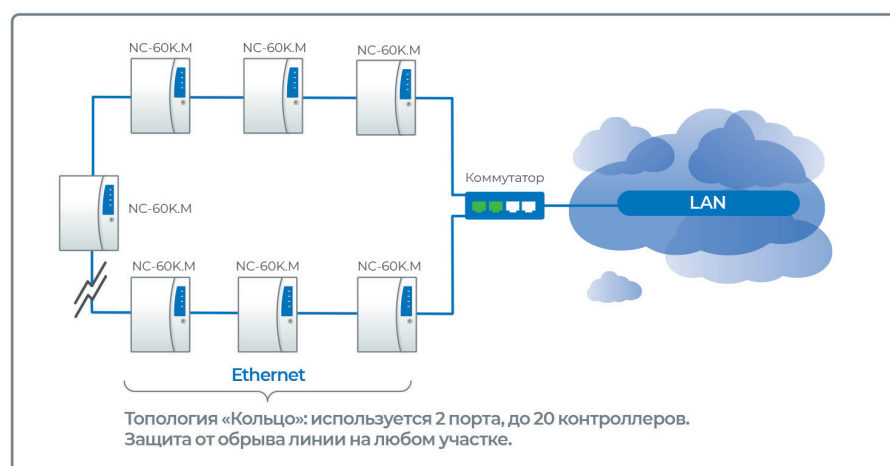 NC-60K.M
NC-60K.M
NC-60K.M
Коммутатор
NC-60K.M
LAN
NC-60K.M
NC-60K.M
NC-60K.M
Ethernet
Топология «Кольцо»: используется 2 порта, до 20 контроллеров.
Защита от обрыва линии на любом участке.